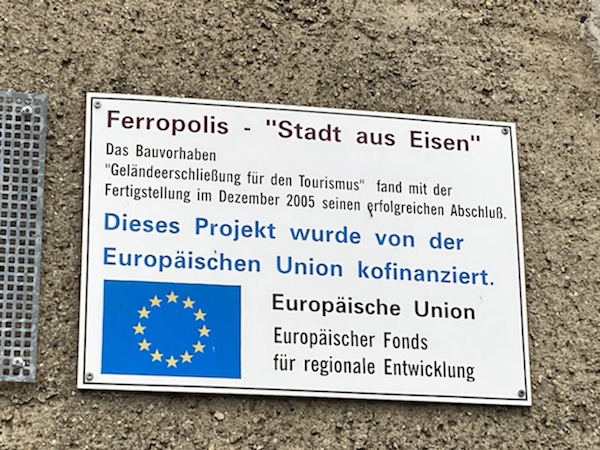 Ferropolis - "Stadt aus Eisen"
Das Bauvorhaben
"Geländeerschließung für den Tourismus" fand mit der
Fertigstellung im Dezember 2005 seinen erfolgreichen Abschluß.
Dieses Projekt wurde von der
Europäischen Union kofinanziert.
Europäische Union
Europäischer Fonds
für regionale Entwicklung